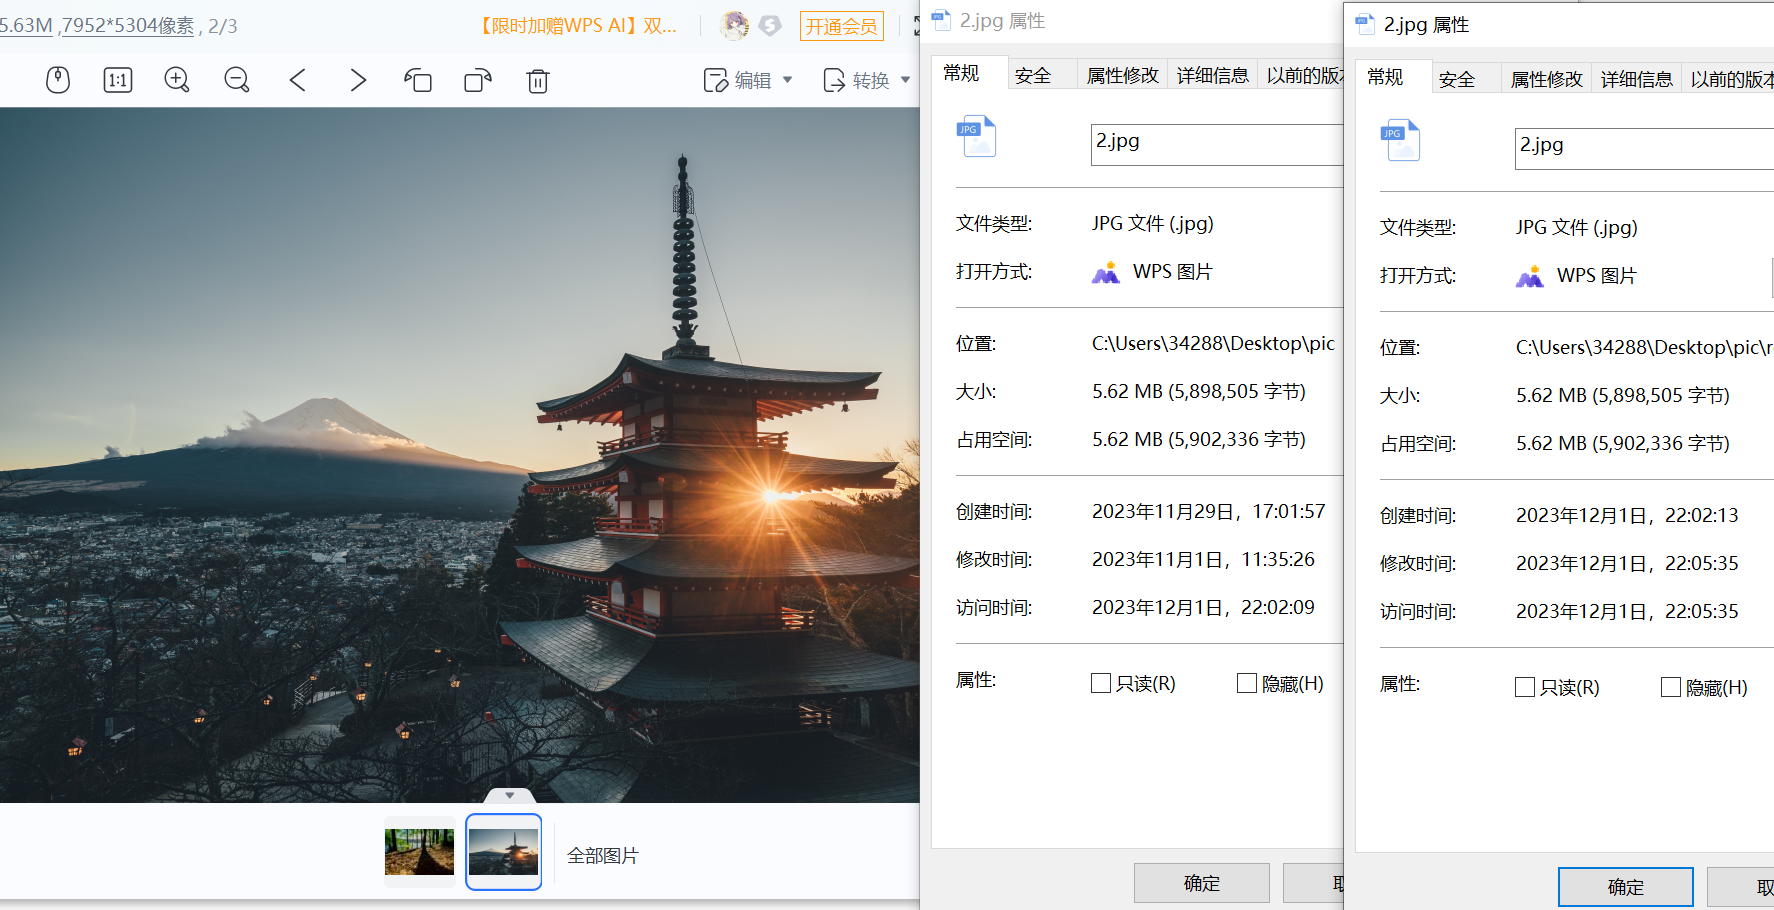 5.63M ,7952*5304像素 , 2/3
【限时加赠WPS AI】双...
开通会员
1:1
编辑
转换
全部图片
2.jpg 属性
常规
安全
属性修改
详细信息
以前的版本
JPG
2.jpg
文件类型:
JPG 文件 (.jpg)
打开方式:
WPS 图片
位置:
C:\Users\34288\Desktop\pic
大小:
5.62 MB (5,898,505 字节)
占用空间:
5.62 MB (5,902,336 字节)
创建时间:
2023年11月29日，17:01:57
修改时间:
2023年11月1日，11:35:26
访问时间:
2023年12月1日，22:02:09
属性:
只读(R)
隐藏(H)
确定
取
2.jpg 属性
常规
安全
属性修改
详细信息
以前的版本
JPG
2.jpg
文件类型:
JPG 文件 (.jpg)
打开方式:
WPS 图片
位置:
C:\Users\34288\Desktop\pic\r
大小:
5.62 MB (5,898,505 字节)
占用空间:
5.62 MB (5,902,336 字节)
创建时间:
2023年12月1日，22:02:13
修改时间:
2023年12月1日，22:05:35
访问时间:
2023年12月1日，22:05:35
属性:
只读(R)
隐藏(H)
确定
取